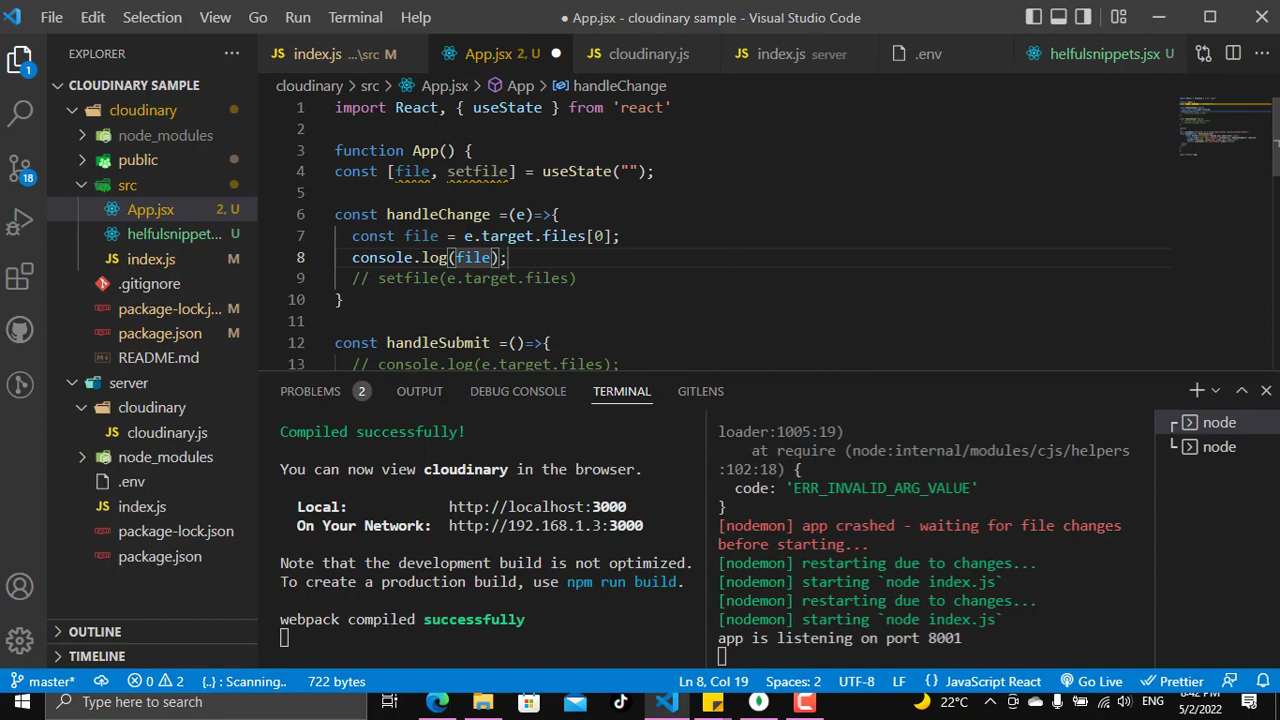 File Edit Selection View Go Run Terminal Help
● App.jsx - cloudinary sample - Visual Studio Code
EXPLORER
CLOUDINARY SAMPLE
cloudinary
node_modules
public
src
App.jsx 2, U
helfulsnippet... U
index.js M
.gitignore
package-lock.j... M
package.json M
README.md
server
cloudinary
cloudinary.js
node_modules
.env
index.js
package-lock.json
package.json
OUTLINE
TIMELINE
1
18
JS index.js ...\src M
App.jsx 2, U ●
JS cloudinary.js
JS index.js server
.env
helfulsnippets.jsx U
cloudinary > src > App.jsx > App > handleChange
1 import React, { useState } from 'react'
2
3 function App() {
4 const [file, setfile] = useState("");
5
6 const handleChange =(e)=>{
7 const file = e.target.files[0];
8 console.log(file);
9 // setfile(e.target.files)
10 }
11
12 const handleSubmit =()=>{
13 // console.log(e.target.files);
PROBLEMS 2 OUTPUT DEBUG CONSOLE TERMINAL GITLENS
Compiled successfully!
You can now view cloudinary in the browser.
Local: http://localhost:3000
On Your Network: http://192.168.1.3:3000
Note that the development build is not optimized.
To create a production build, use npm run build.
webpack compiled successfully
loader:1005:19)
at require (node:internal/modules/cjs/helpers
:102:18) {
code: 'ERR_INVALID_ARG_VALUE'
}
[nodemon] app crashed - waiting for file changes
before starting...
[nodemon] restarting due to changes...
[nodemon] starting `node index.js`
[nodemon] restarting due to changes...
[nodemon] starting `node index.js`
app is listening on port 8001
node
node
master* 0 2 {..} : Scanning.. 722 bytes Ln 8, Col 19 Spaces: 2 UTF-8 LF {} JavaScript React Go Live Prettier
Type here to search
22°C
ENG
8:42 PM
5/2/2022